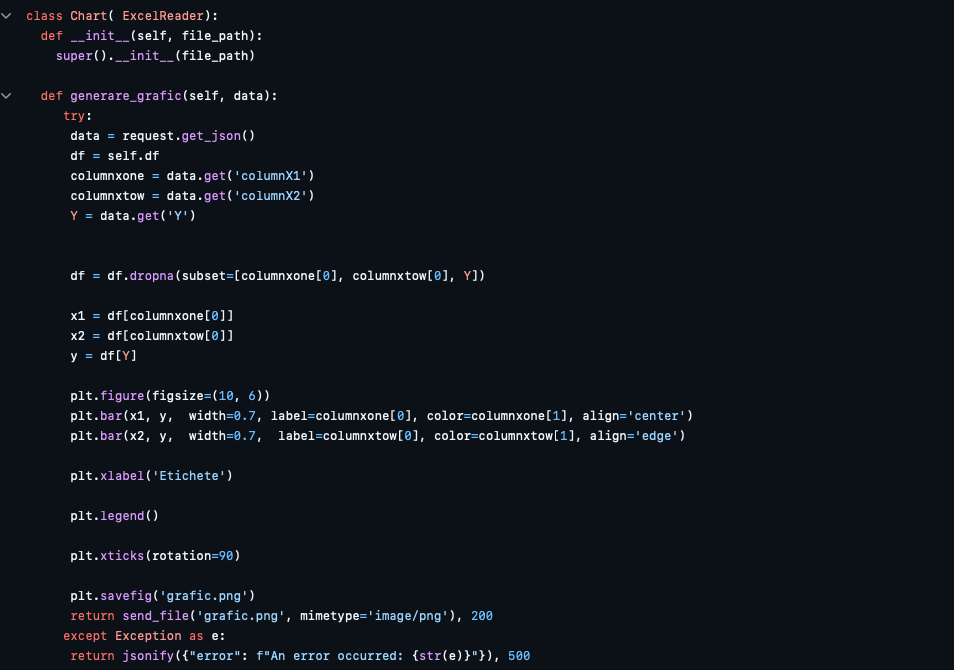 class Chart( ExcelReader):
def __init__(self, file_path):
super().__init__(file_path)
def generare_grafic(self, data):
try:
data = request.get_json()
df = self.df
columnxone = data.get('columnX1')
columnxtow = data.get('columnX2')
Y = data.get('Y')
df = df.dropna(subset=[columnxone[0], columnxtow[0], Y])
x1 = df[columnxone[0]]
x2 = df[columnxtow[0]]
y = df[Y]
plt.figure(figsize=(10, 6))
plt.bar(x1, y,  width=0.7, label=columnxone[0], color=columnxone[1], align='center')
plt.bar(x2, y,  width=0.7,  label=columnxtow[0], color=columnxtow[1], align='edge')
plt.xlabel('Etichete')
plt.legend()
plt.xticks(rotation=90)
plt.savefig('grafic.png')
return send_file('grafic.png', mimetype='image/png'), 200
except Exception as e:
return jsonify({"error": f"An error occurred: {str(e)}"}), 500